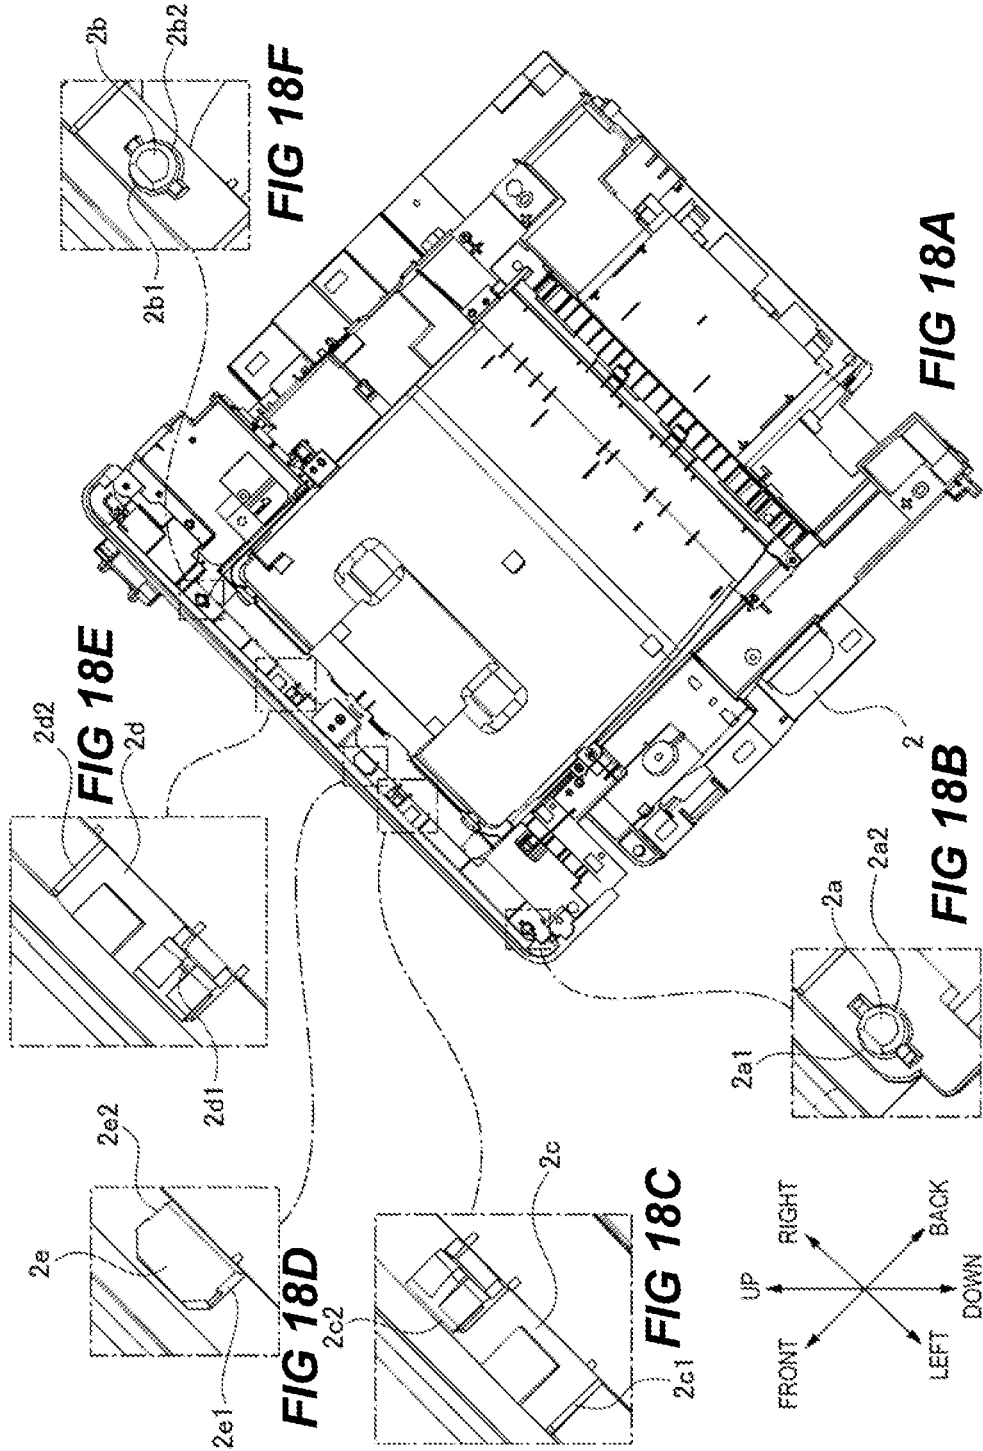 2b
2b2
2b1
FIG 18F
FIG 18A
2d2
2d
2d1
FIG 18E
2
2e
2e2
2e1
FIG 18D
2c
2c2
2c1
FIG 18C
2a
2a2
2a1
FIG 18B
UP
RIGHT
BACK
DOWN
LEFT
FRONT